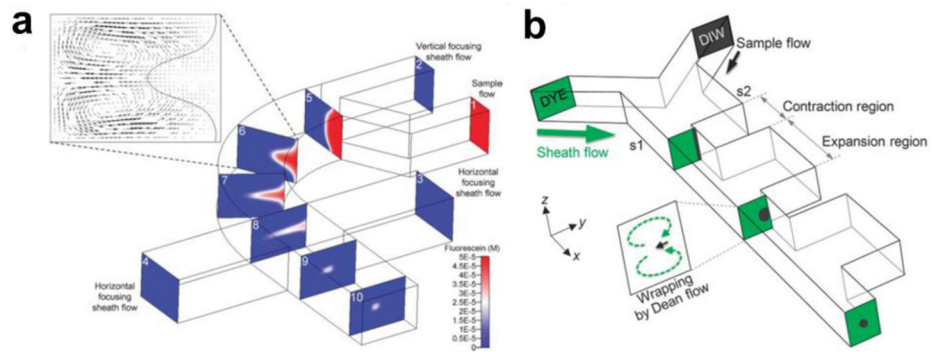 a
Vertical focusing
sheath flow
2
Sample
flow
1
5
6
7
3
Horizontal
focusing
sheath flow
8
4
9
10
Horizontal
focusing
sheath flow
Fluorescein (M)
5E-5
4.5E-5
4E-5
3.5E-5
3E-5
2.5E-5
2E-5
1.5E-5
1E-5
5E-6
0
b
DIW
Sample flow
DYE
s2
Contraction region
Sheath flow
s1
Expansion region
z
y
x
Wrapping
by Dean flow